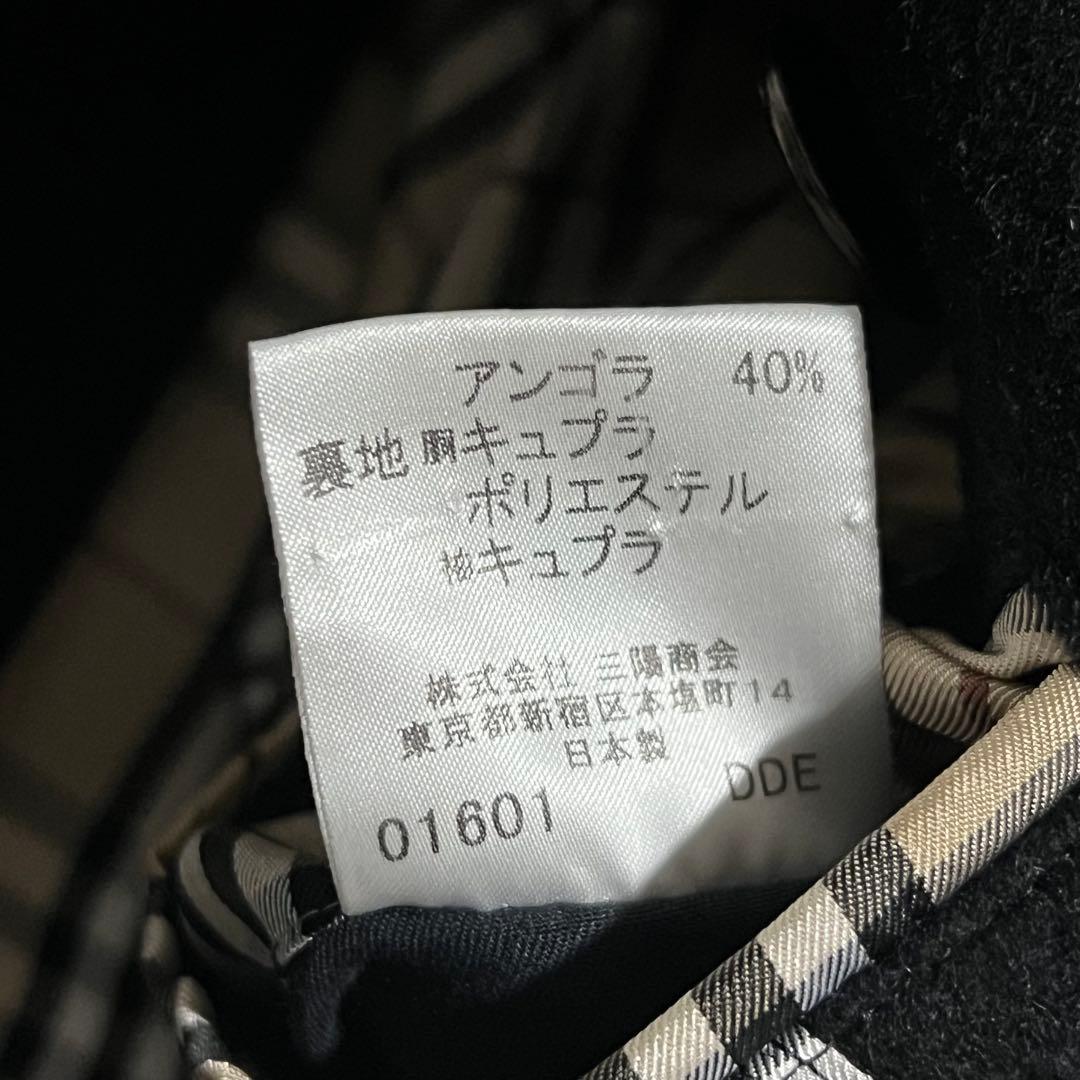 アンゴラ 40%
裏地 胴キュプラ
ポリエステル
袖キュプラ
株式会社 三陽商会
東京都新宿区本塩町14
日本製
01601 DDE